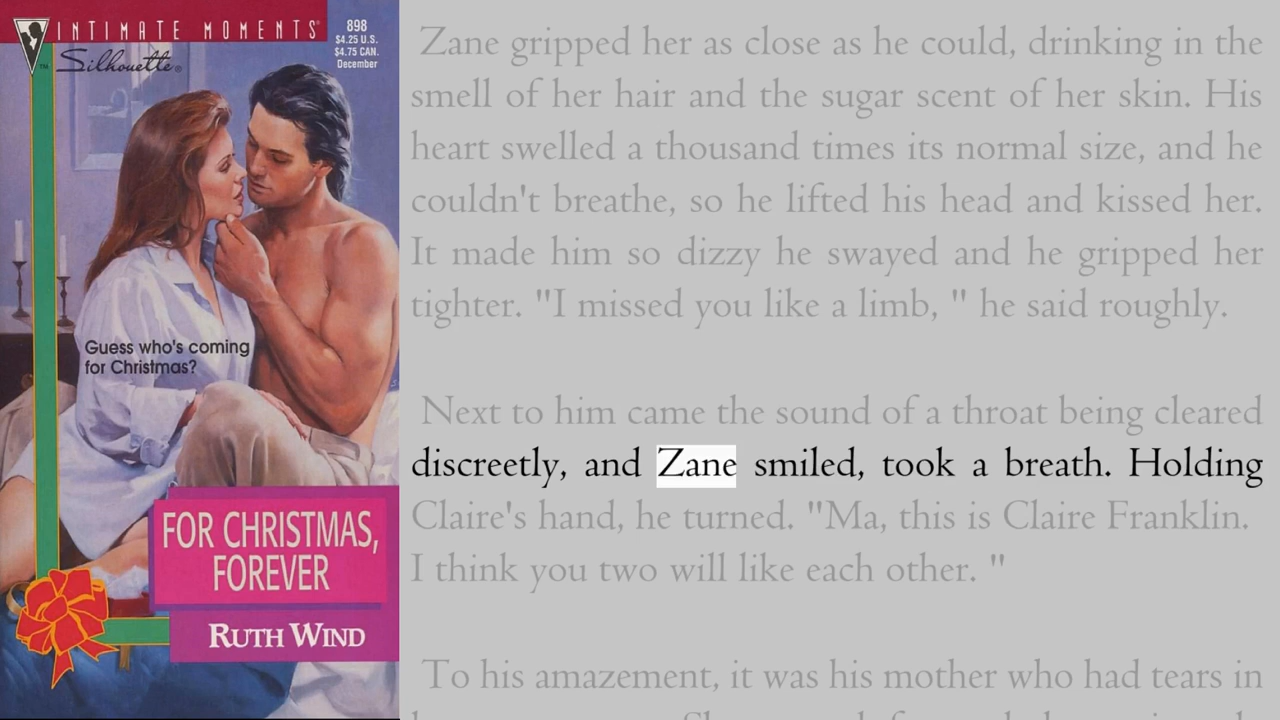 INTIMATE MOMENTS®
898
$4.25 U.S.
$4.75 CAN.
December
™
Silhouette®
Guess who's coming
for Christmas?
FOR CHRISTMAS,
FOREVER
RUTH WIND
Zane gripped her as close as he could, drinking in the
smell of her hair and the sugar scent of her skin. His
heart swelled a thousand times its normal size, and he
couldn't breathe, so he lifted his head and kissed her.
It made him so dizzy he swayed and he gripped her
tighter. "I missed you like a limb, " he said roughly.
Next to him came the sound of a throat being cleared
discreetly, and Zane smiled, took a breath. Holding
Claire's hand, he turned. "Ma, this is Claire Franklin.
I think you two will like each other. "
To his amazement, it was his mother who had tears in